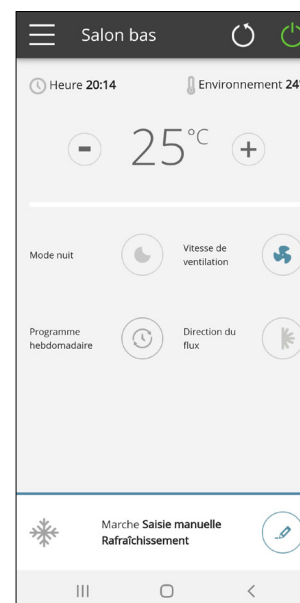 Salon bas
Heure 20:14 Environnement 24°
- 25°C +
Mode nuit
Vitesse de
ventilation
Programme
hebdomadaire
Direction du
flux
Marche Saisie manuelle
Rafraîchissement